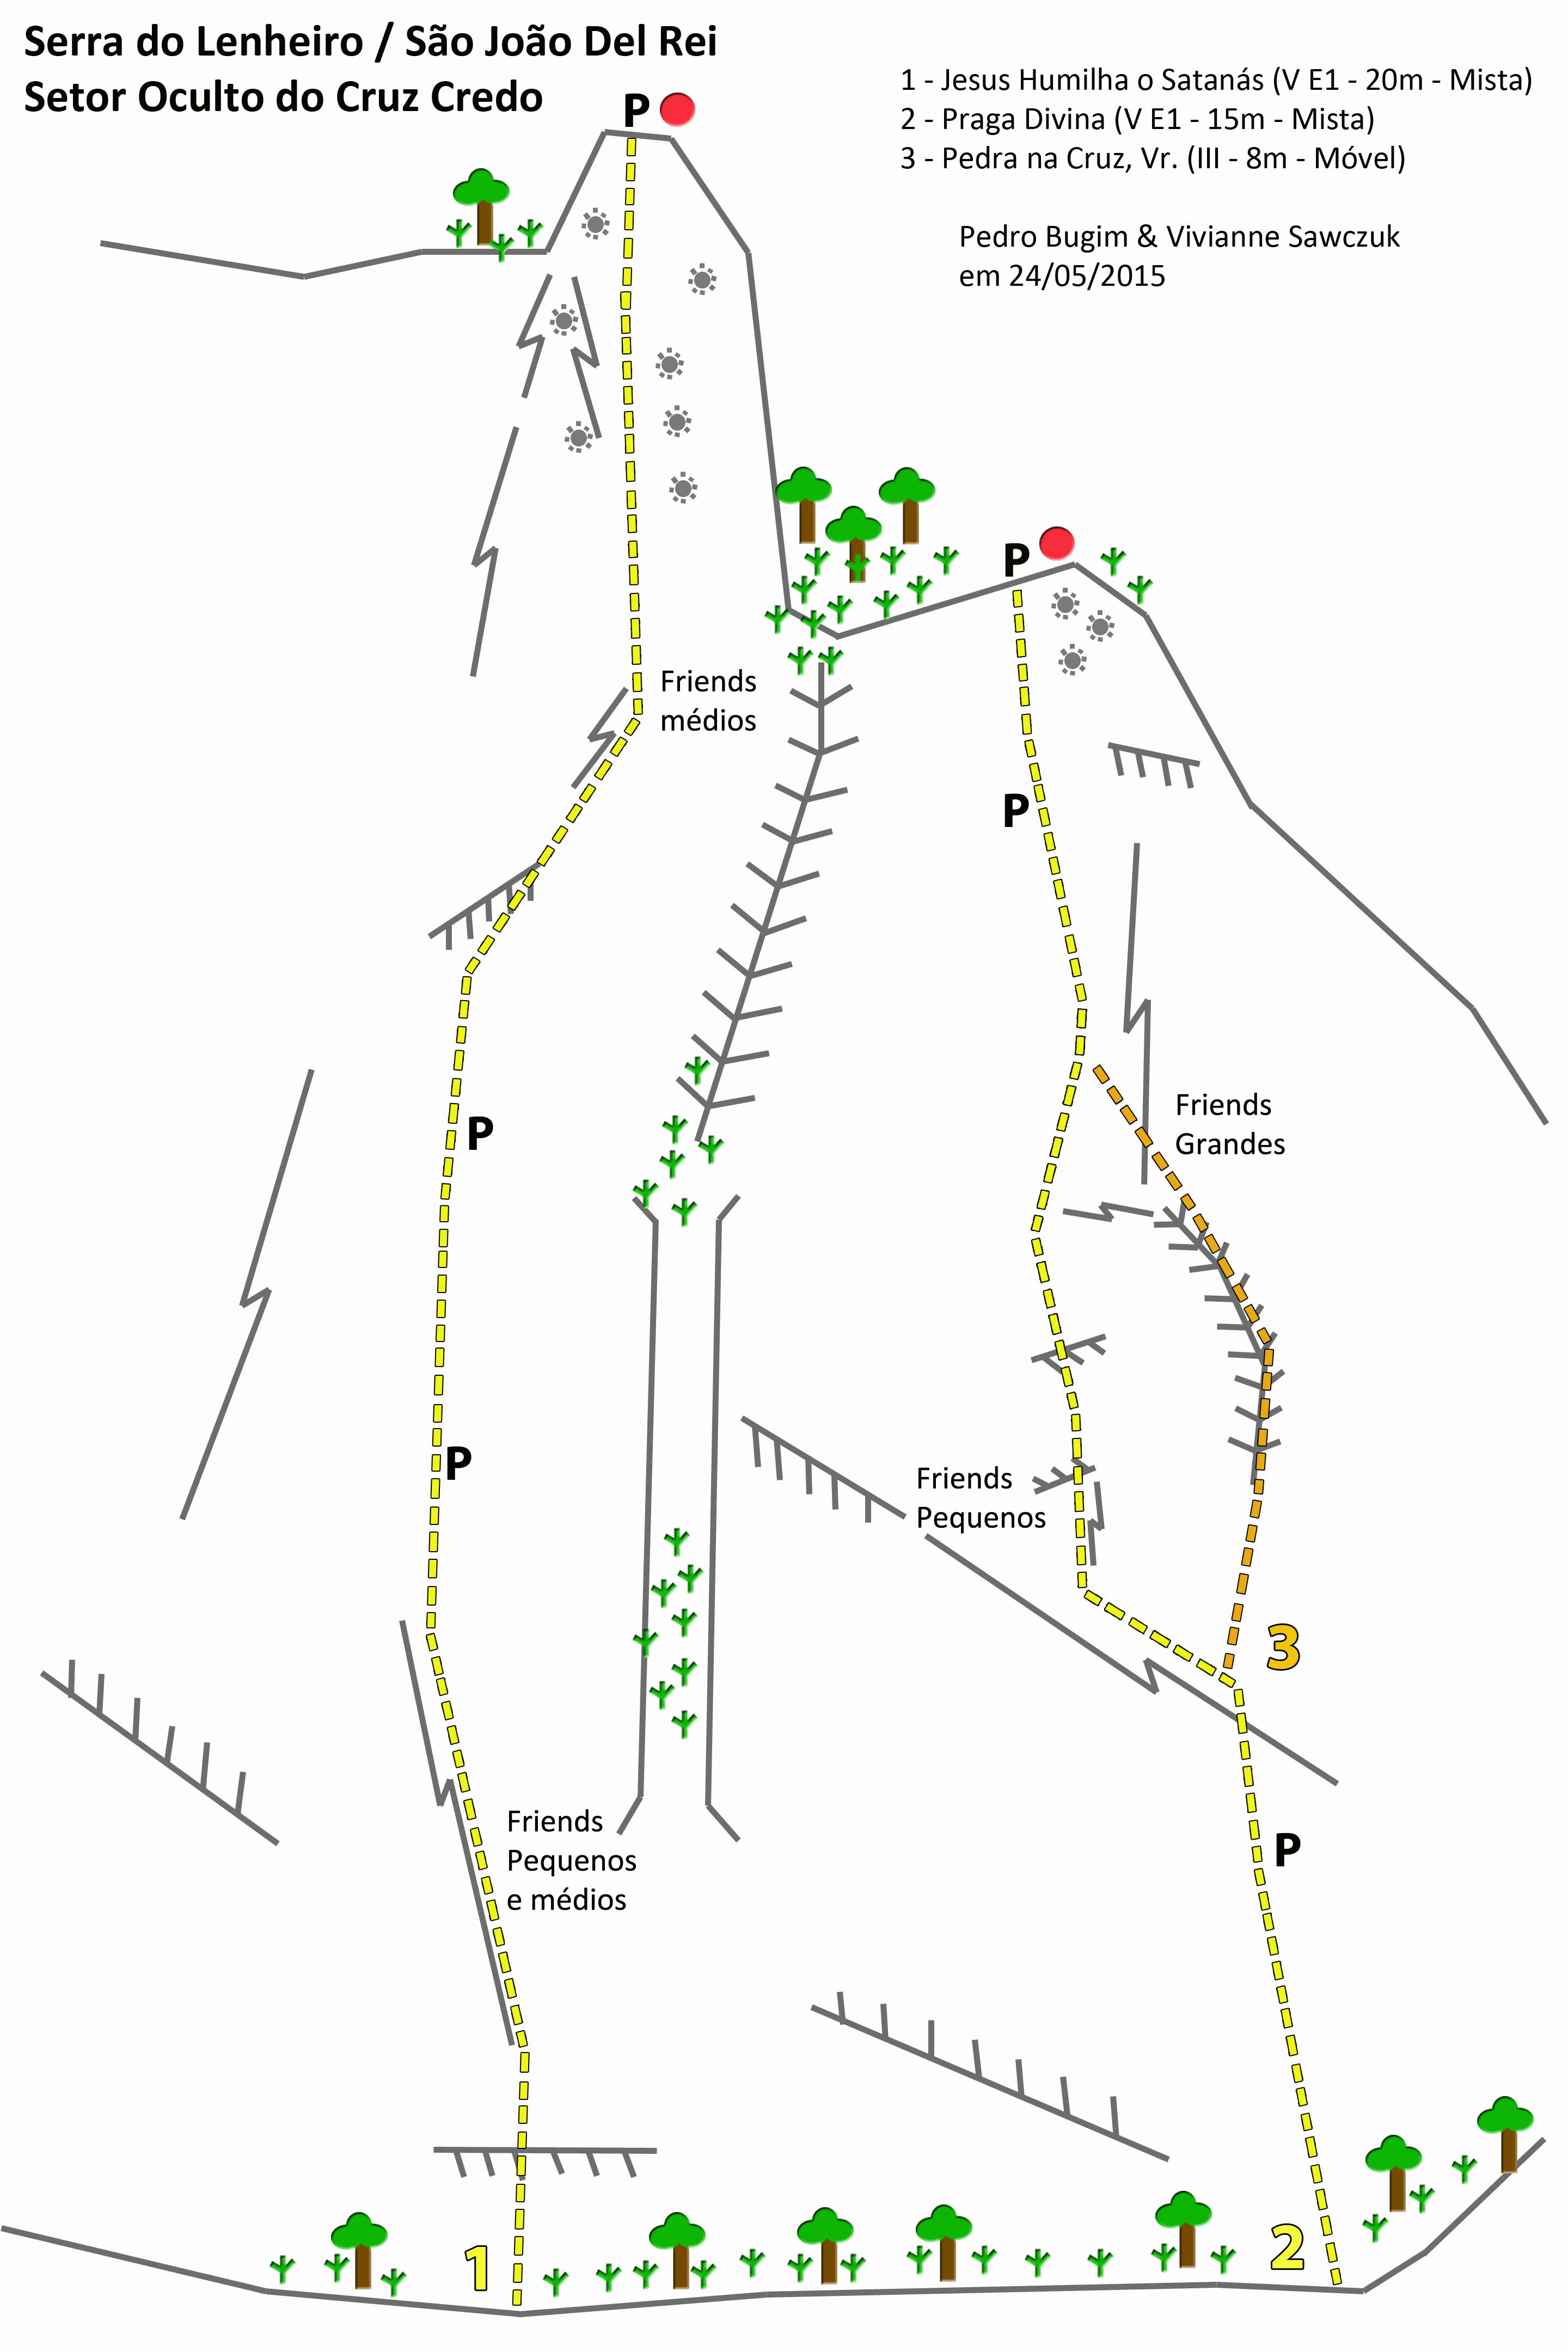 Serra do Lenheiro / São João Del Rei
Setor Oculto do Cruz Credo
1 - Jesus Humilha o Satanás (V E1 - 20m - Mista)
2 - Praga Divina (V E1 - 15m - Mista)
3 - Pedra na Cruz, Vr. (III - 8m - Móvel)
Pedro Bugim & Vivianne Sawczuk
em 24/05/2015
P
P
Friends
médios
P
Friends
Grandes
P
P
Friends
Pequenos
3
Friends
Pequenos
e médios
P
1
2